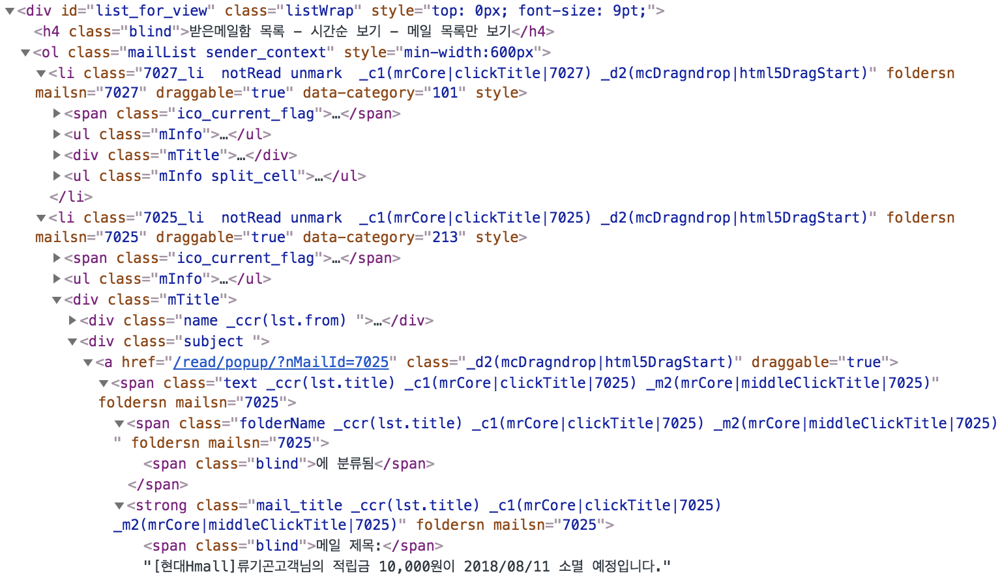 ▼<div id="list_for_view" class="listWrap" style="top: 0px; font-size: 9pt;">
<h4 class="blind">받은메일함 목록 - 시간순 보기 - 메일 목록만 보기</h4>
▼<ol class="mailList sender_context" style="min-width:600px">
▼<li class="7027_li  notRead unmark  _c1(mrCore|clickTitle|7027) _d2(mcDragndrop|html5DragStart)" foldersn
mailsn="7027" draggable="true" data-category="101" style>
▶<span class="ico_current_flag">…</span>
▶<ul class="mInfo">…</ul>
▶<div class="mTitle">…</div>
▶<ul class="mInfo split_cell">…</ul>
</li>
▼<li class="7025_li  notRead unmark  _c1(mrCore|clickTitle|7025) _d2(mcDragndrop|html5DragStart)" foldersn
mailsn="7025" draggable="true" data-category="213" style>
▶<span class="ico_current_flag">…</span>
▶<ul class="mInfo">…</ul>
▼<div class="mTitle">
▶<div class="name _ccr(lst.from) ">…</div>
▼<div class="subject ">
▼<a href="/read/popup/?nMailId=7025" class="_d2(mcDragndrop|html5DragStart)" draggable="true">
▼<span class="text _ccr(lst.title) _c1(mrCore|clickTitle|7025) _m2(mrCore|middleClickTitle|7025)"
foldersn mailsn="7025">
▼<span class="folderName _ccr(lst.title) _c1(mrCore|clickTitle|7025) _m2(mrCore|middleClickTitle|7025)
" foldersn mailsn="7025">
<span class="blind">에 분류됨</span>
</span>
▼<strong class="mail_title _ccr(lst.title) _c1(mrCore|clickTitle|7025)
_m2(mrCore|middleClickTitle|7025)" foldersn mailsn="7025">
<span class="blind">메일 제목:</span>
"[현대Hmall]류기곤고객님의 적립금 10,000원이 2018/08/11 소멸 예정입니다."